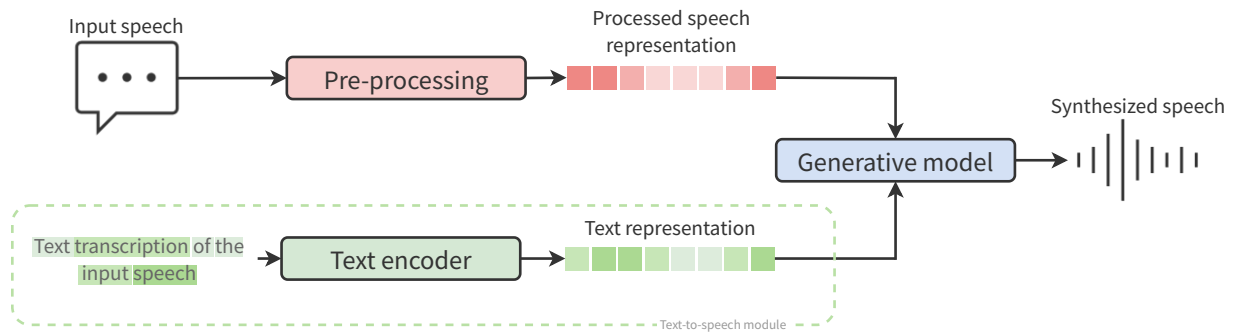 Input speech
Pre-processing
Processed speech
representation
Generative model
Synthesized speech
Text transcription of the
input speech
Text encoder
Text representation
Text-to-speech module